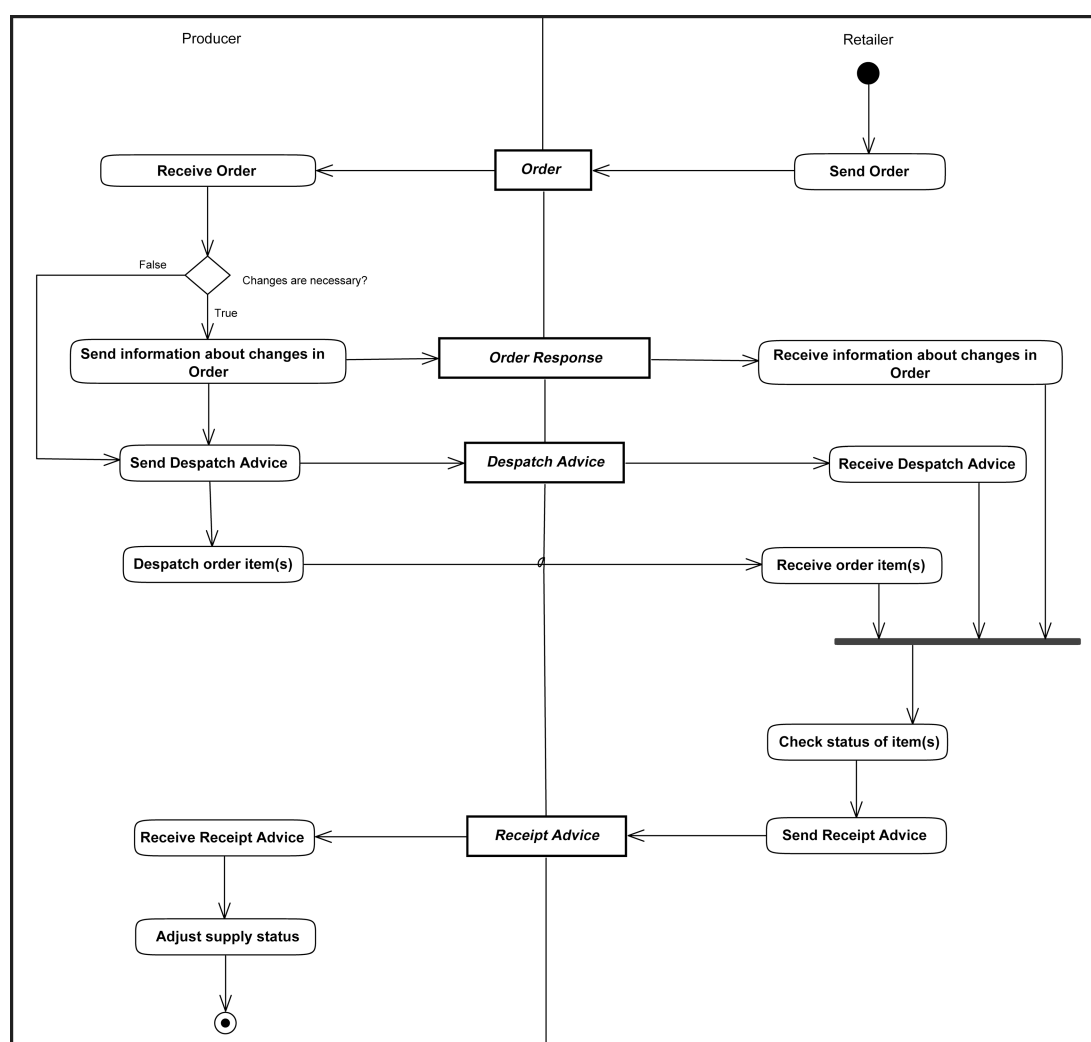 Producer
Retailer
Receive Order
Order
Send Order
False
Changes are necessary?
True
Send information about changes in
Order
Order Response
Receive information about changes in
Order
Send Despatch Advice
Despatch Advice
Receive Despatch Advice
Despatch order item(s)
Receive order item(s)
Check status of item(s)
Receive Receipt Advice
Receipt Advice
Send Receipt Advice
Adjust supply status